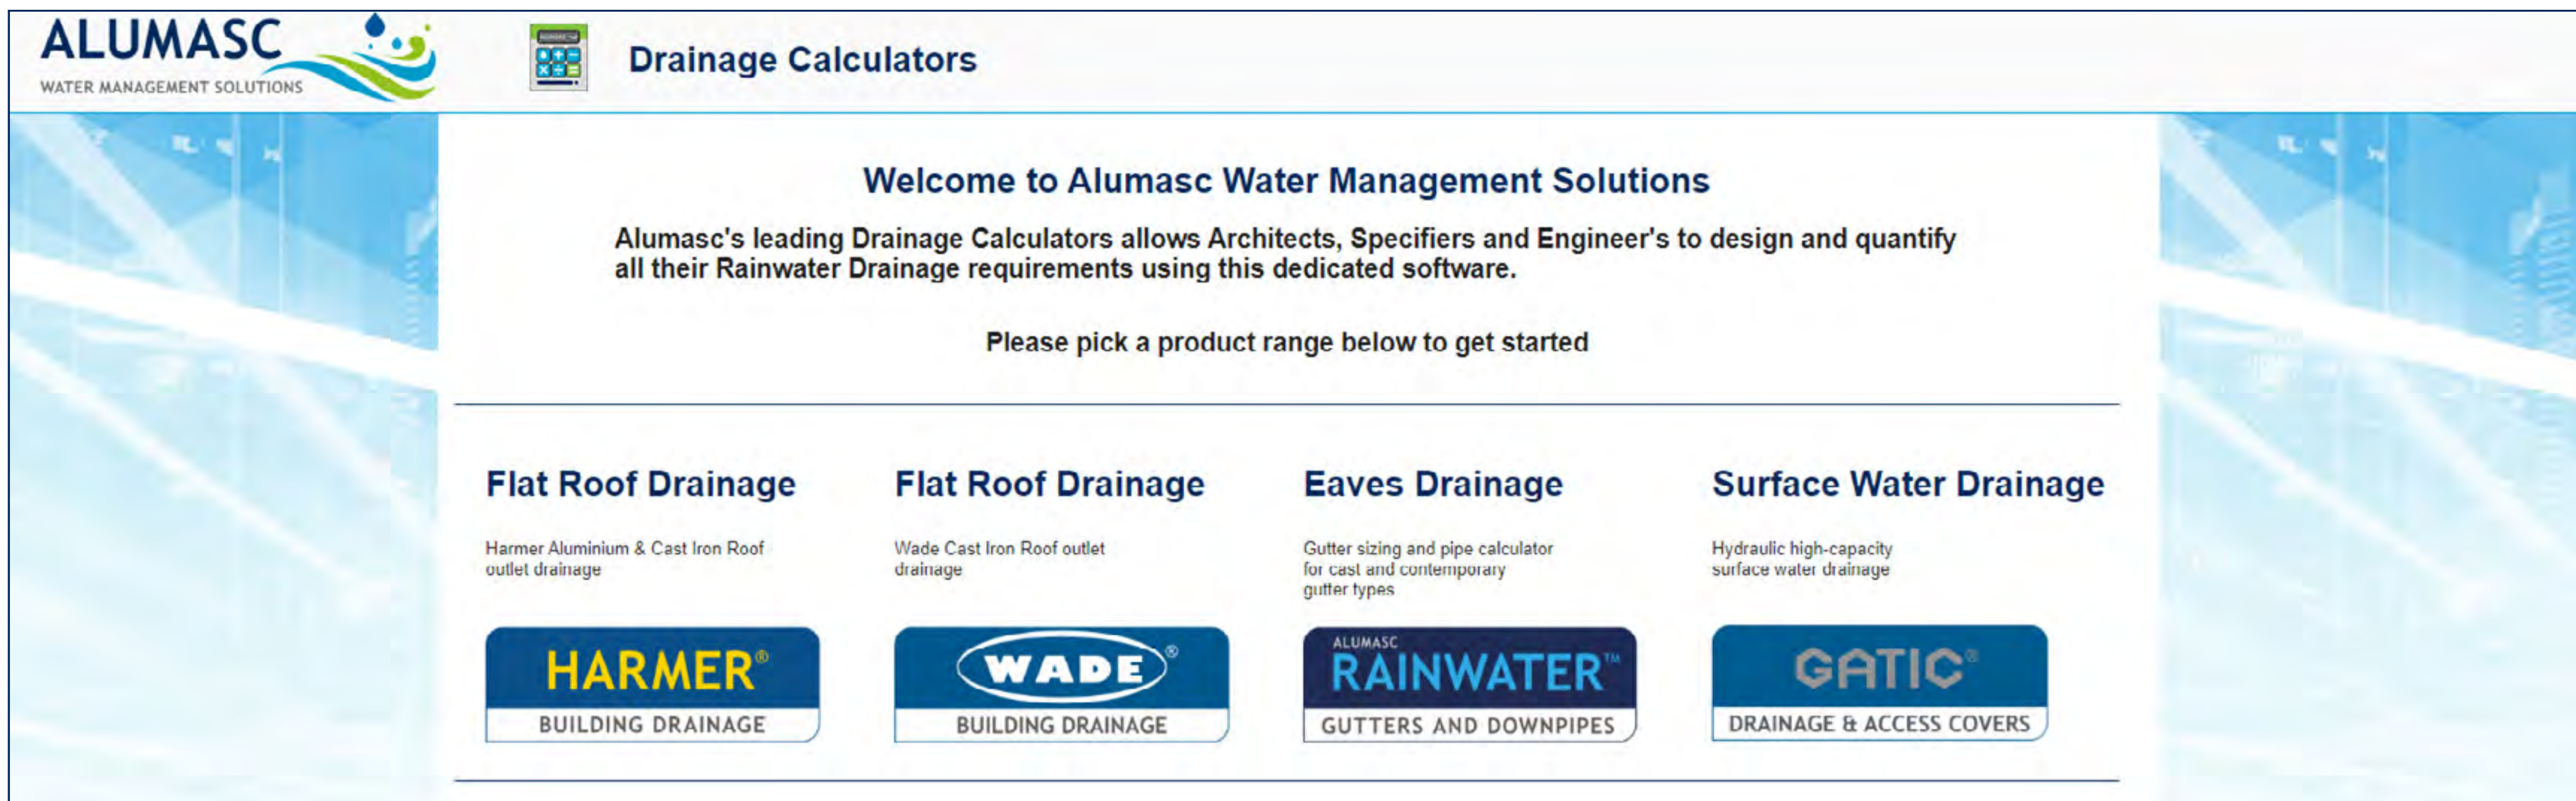 ALUMASC
WATER MANAGEMENT SOLUTIONS
Drainage Calculators
Welcome to Alumasc Water Management Solutions
Alumasc's leading Drainage Calculators allows Architects, Specifiers and Engineer's to design and quantify
all their Rainwater Drainage requirements using this dedicated software.
Please pick a product range below to get started
Flat Roof Drainage
Harmer Aluminium & Cast Iron Roof
outlet drainage
HARMER®
BUILDING DRAINAGE
Flat Roof Drainage
Wade Cast Iron Roof outlet
drainage
WADE®
BUILDING DRAINAGE
Eaves Drainage
Gutter sizing and pipe calculator
for cast and contemporary
gutter types
ALUMASC
RAINWATER™
GUTTERS AND DOWNPIPES
Surface Water Drainage
Hydraulic high-capacity
surface water drainage
GATIC®
DRAINAGE & ACCESS COVERS